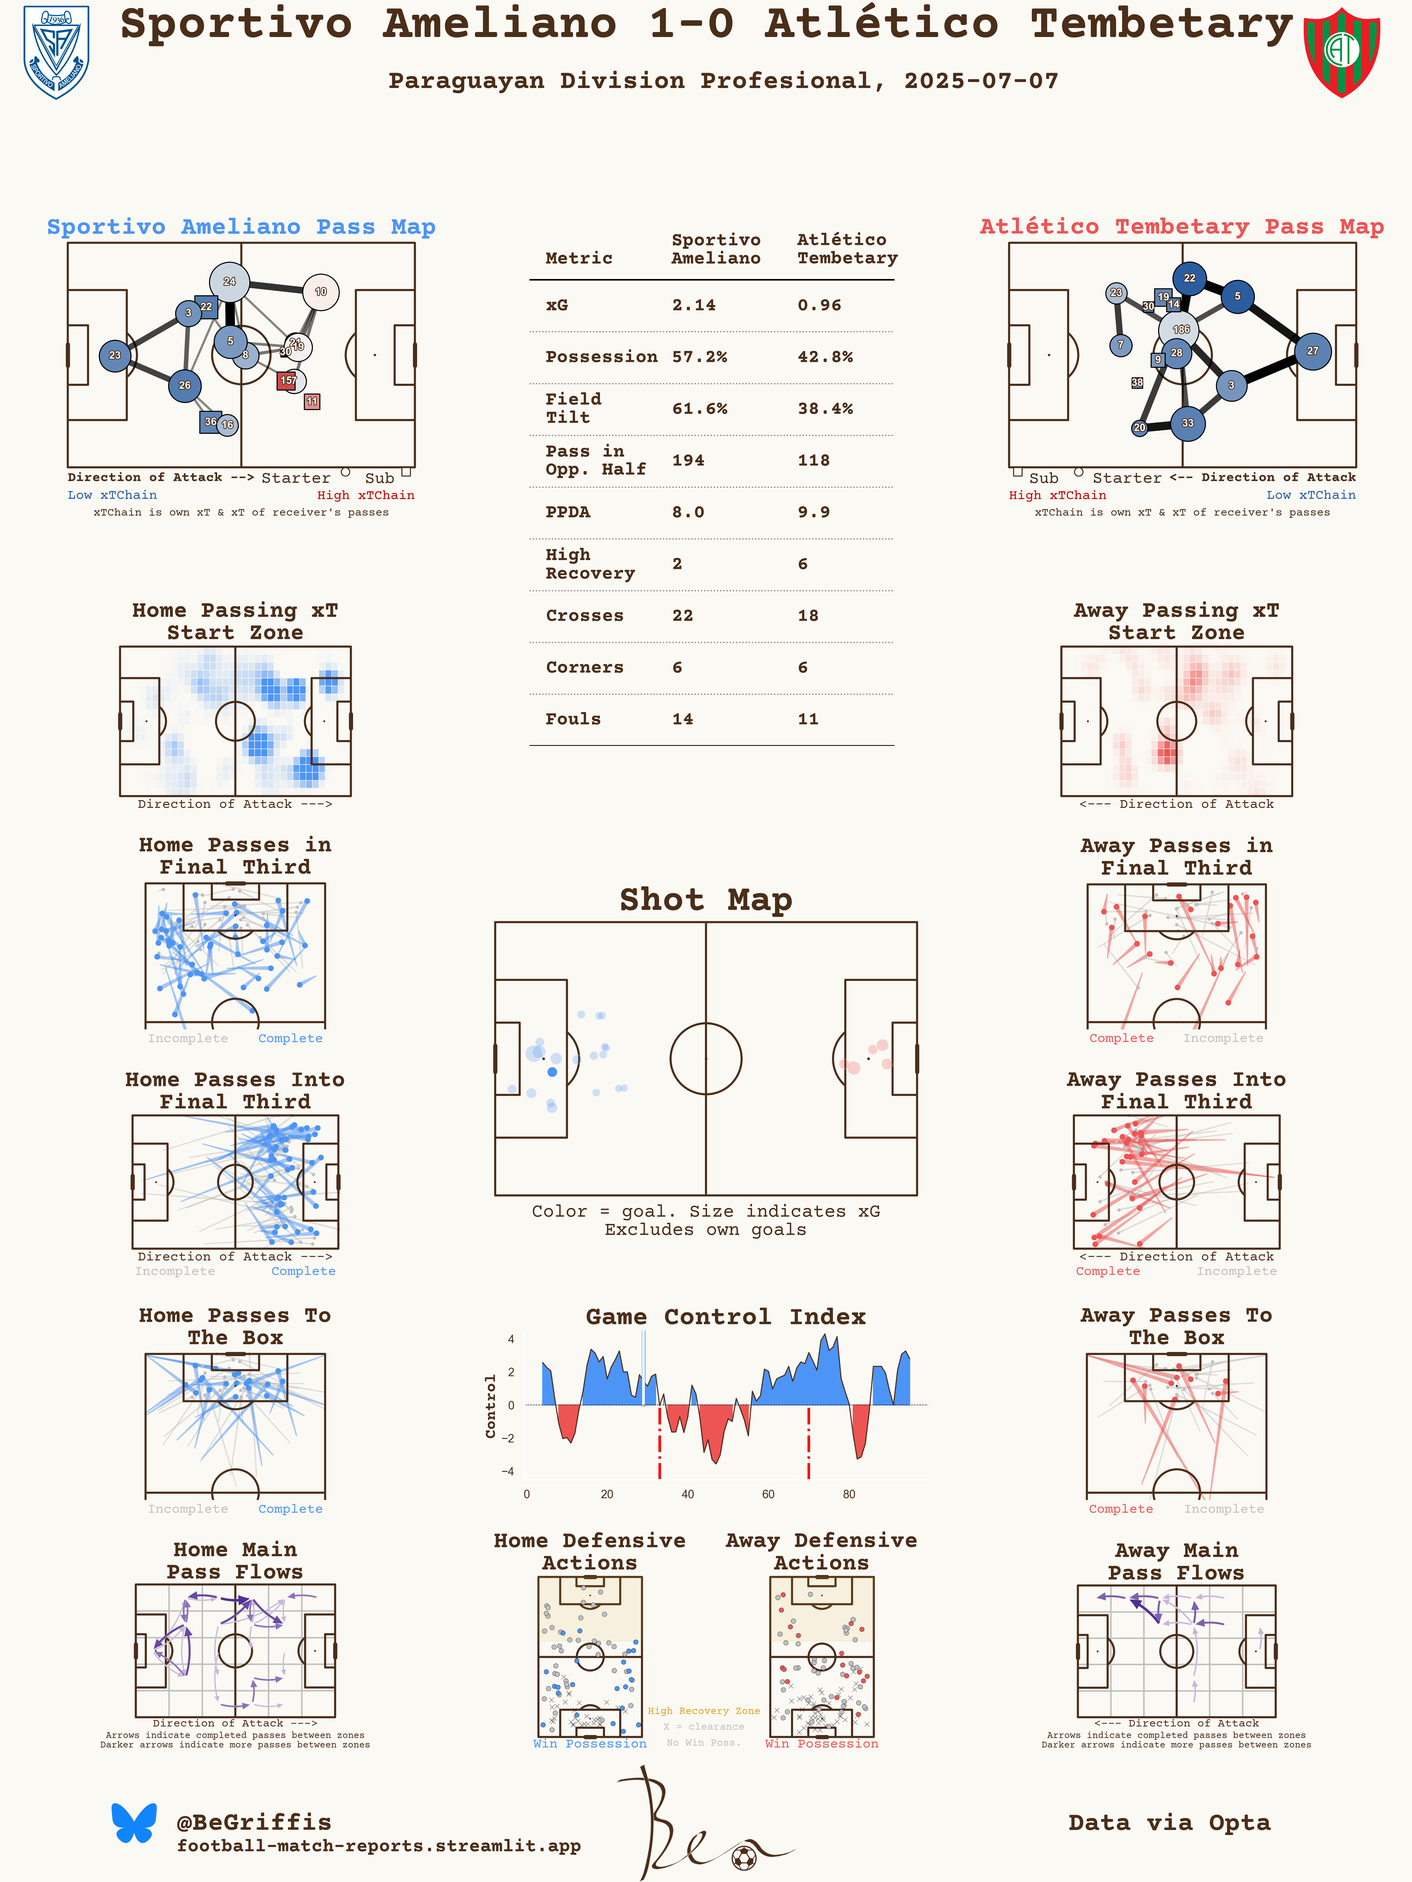 Sportivo Ameliano 1-0 Atlético Tembetary
Paraguayan Division Profesional, 2025-07-07
Sportivo Ameliano Pass Map
24
10
22
3
5
8
19
30
23
26
157
11
36
16
Direction of Attack --> Starter Sub
Low xTChain High xTChain
xTChain is own xT & xT of receiver's passes
Metric Sportivo Ameliano Atlético Tembetary
xG 2.14 0.96
Possession 57.2% 42.8%
Field Tilt 61.6% 38.4%
Pass in Opp. Half 194 118
PPDA 8.0 9.9
High Recovery 2 6
Crosses 22 18
Corners 6 6
Fouls 14 11
Atlético Tembetary Pass Map
22
23
19
14
30
5
186
7
28
9
27
38
3
20
33
Sub Starter <-- Direction of Attack
High xTChain Low xTChain
xTChain is own xT & xT of receiver's passes
Home Passing xT
Start Zone
Direction of Attack --->
Away Passing xT
Start Zone
<--- Direction of Attack
Home Passes in
Final Third
Incomplete Complete
Away Passes in
Final Third
Complete Incomplete
Shot Map
Color = goal. Size indicates xG
Excludes own goals
Home Passes Into
Final Third
Direction of Attack --->
Incomplete Complete
Away Passes Into
Final Third
<--- Direction of Attack
Complete Incomplete
Home Passes To
The Box
Incomplete Complete
Game Control Index
Control
4
2
0
−2
−4
0 20 40 60 80
Away Passes To
The Box
Complete Incomplete
Home Main
Pass Flows
Direction of Attack --->
Arrows indicate completed passes between zones
Darker arrows indicate more passes between zones
Home Defensive
Actions
Win Possession
High Recovery Zone
X = clearance
No Win Poss.
Away Defensive
Actions
Win Possession
Away Main
Pass Flows
<--- Direction of Attack
Arrows indicate completed passes between zones
Darker arrows indicate more passes between zones
@BeGriffis
football-match-reports.streamlit.app
Ben
Data via Opta